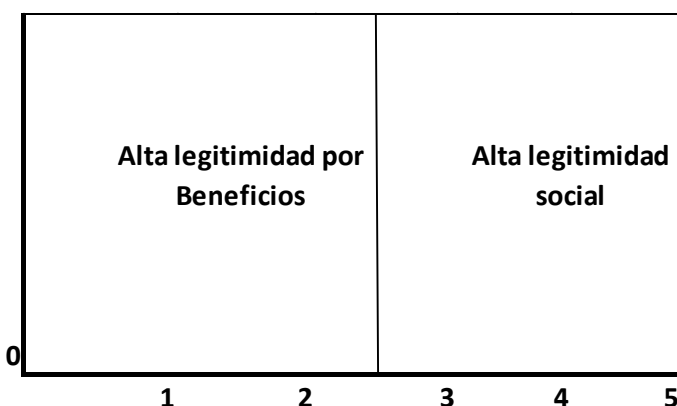 Alta legitimidad por
Beneficios
Alta legitimidad
social
0
1 2 3 4 5